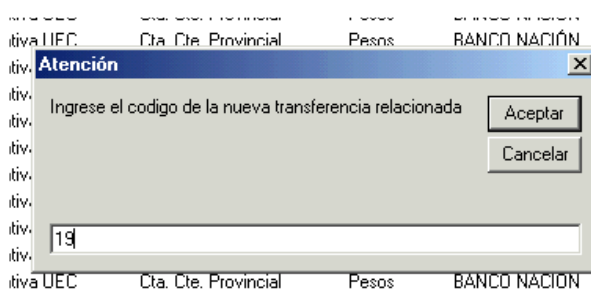 tiva UEC Cta. Cte. Provincial Pesos BANCO NACIÓN
Atención
Ingrese el codigo de la nueva transferencia relacionada
Aceptar
Cancelar
19
tiva UEC Cta. Cte. Provincial Pesos BANCO NACION